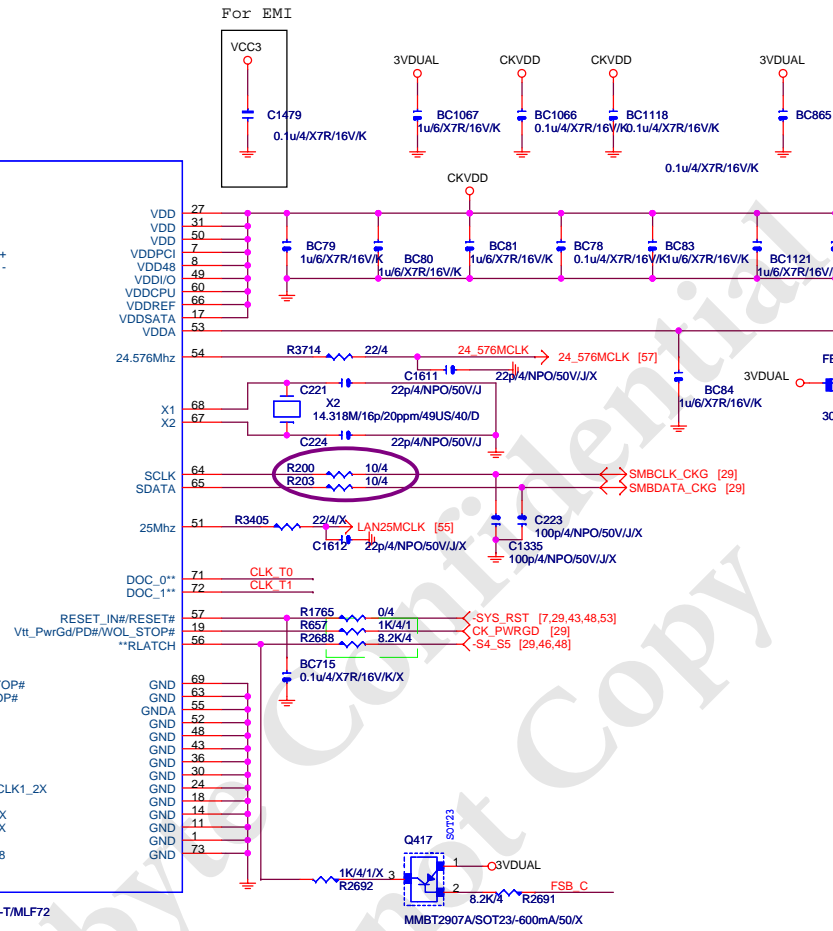 For EMI
VCC3
C1479
0.1u/4/X7R/16V/K
3VDUAL
BC1067
1u/6/X7R/16V/K
CKVDD
BC1066
0.1u/4/X7R/16V/K
CKVDD
BC1118
0.1u/4/X7R/16V/K
3VDUAL
BC865
0.1u/4/X7R/16V/K
CKVDD
VDD 27
VDD 31
VDD 50
VDDPCI 7
VDD48 8
VDDI/O 49
VDDCPU 60
VDDREF 66
VDDSATA 17
VDDA 53
+
-
BC79
1u/6/X7R/16V/K
BC80
1u/6/X7R/16V/K
BC81
1u/6/X7R/16V/K
BC78
0.1u/4/X7R/16V/K
BC83
1u/6/X7R/16V/K
BC1121
1u/6/X7R/16V/
24.576Mhz 54
R3714 22/4
24_576MCLK
24_576MCLK [57]
C1611
22p/4/NPO/50V/J/X
BC84
1u/6/X7R/16V/K
3VDUAL
FB
30
X1 68
X2 67
C221
22p/4/NPO/50V/J
X2
14.318M/16p/20ppm/49US/40/D
C224
22p/4/NPO/50V/J
SCLK 64
R200 10/4
SMBCLK_CKG [29]
SDATA 65
R203 10/4
SMBDATA_CKG [29]
25Mhz 51
R3405 22/4/X
LAN25MCLK [55]
C1612
22p/4/NPO/50V/J/X
C223
100p/4/NPO/50V/J/X
C1335
100p/4/NPO/50V/J/X
DOC_0** 71 CLK_T0
DOC_1** 72 CLK_T1
RESET_IN#/RESET# 57
R1765 0/4
-SYS_RST [7,29,43,48,53]
Vtt_PwrGd/PD#/WOL_STOP# 19
R657 1K/4/1
CK_PWRGD [29]
**RLATCH 56
R2688 8.2K/4
-S4_S5 [29,46,48]
BC715
0.1u/4/X7R/16V/K/X
TOP#
OP#
GND 69
GND 63
GNDA 55
GND 52
GND 48
GND 43
GND 36
GND 30
GND 24
GND 18
GND 14
GND 11
GND 1
GND 73
CLK1_2X
X
X
8
-T/MLF72
Q417
SOT23
1 3VDUAL
1K/4/1/X 3
R2692
2
8.2K/4 R2691
FSB_C
MMBT2907A/SOT23/-600mA/50/X
byte Confidential
not Copy